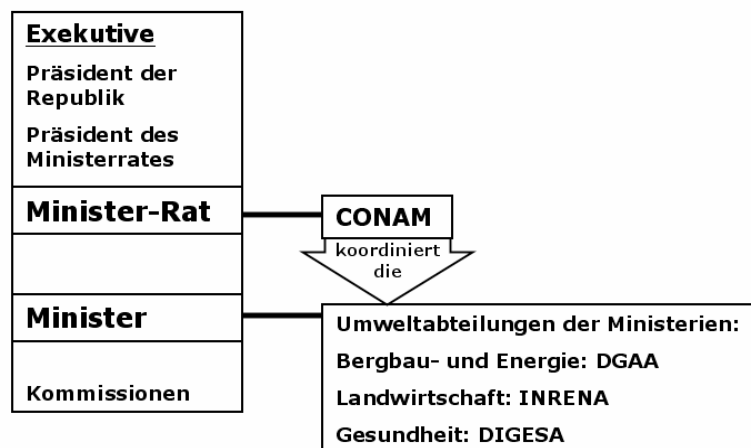 Exekutive
Präsident der
Republik
Präsident des
Ministerrates
Minister-Rat
CONAM
koordiniert
die
Minister
Umweltabteilungen der Ministerien:
Bergbau- und Energie: DGAA
Landwirtschaft: INRENA
Gesundheit: DIGESA
Kommissionen